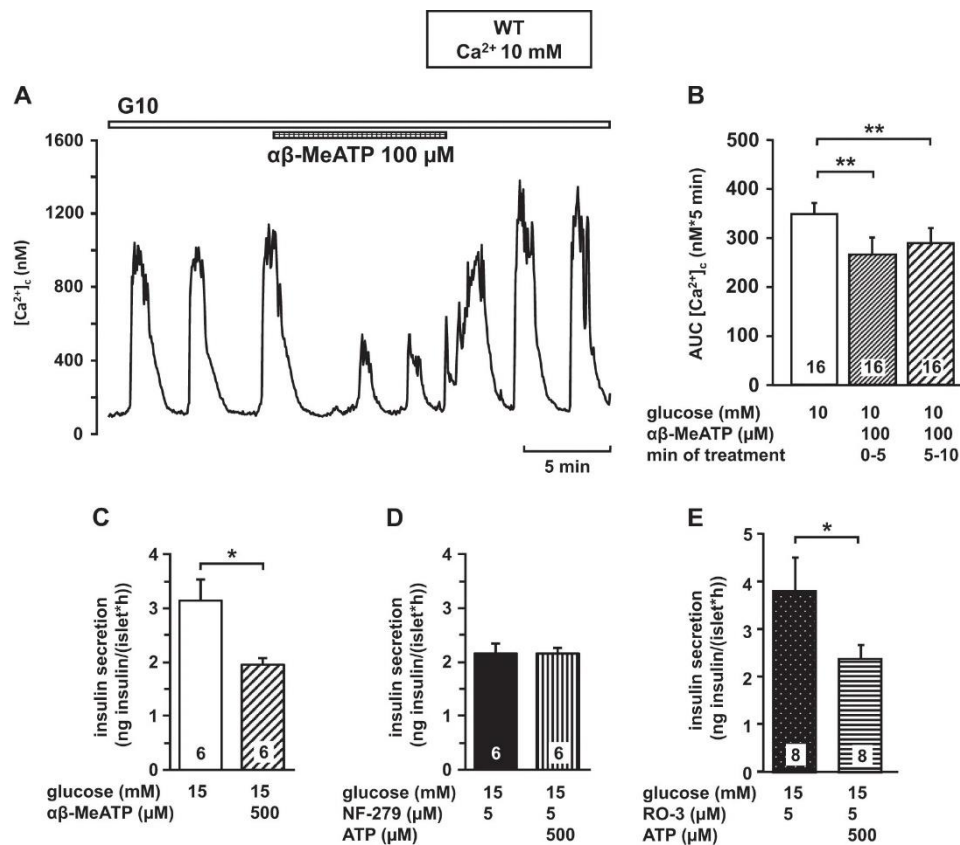 WT
Ca²⁺ 10 mM
A
G10
αβ-MeATP 100 µM
[Ca²⁺]c (nM)
1600
1200
800
400
0
5 min
B
AUC [Ca²⁺]c (nM*5 min)
500
400
300
200
100
0
**
**
16 16 16
glucose (mM) 10 10 10
αβ-MeATP (µM) 100 100
min of treatment 0-5 5-10
C
insulin secretion
(ng insulin/(islet*h))
4
3
2
1
0
*
6 6
glucose (mM) 15 15
αβ-MeATP (µM) 500
D
insulin secretion
(ng insulin/(islet*h))
4
3
2
1
0
6 6
glucose (mM) 15 15
NF-279 (µM) 5 5
ATP (µM) 500
E
insulin secretion
(ng insulin/(islet*h))
5
4
3
2
1
0
*
8 8
glucose (mM) 15 15
RO-3 (µM) 5 5
ATP (µM) 500